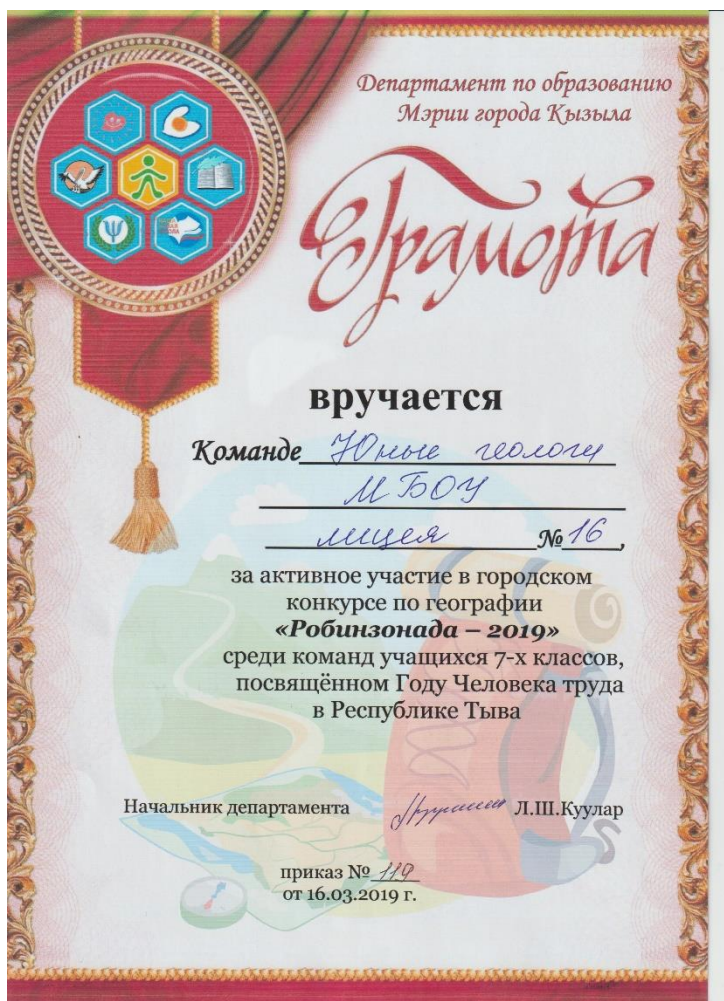 Департамент по образованию
Мэрии города Кызыла
Грамота
вручается
Команде Юные геологи
МБОУ
лицея №16,
за активное участие в городском
конкурсе по географии
«Робинзонада – 2019»
среди команд учащихся 7-х классов,
посвящённом Году Человека труда
в Республике Тыва
Начальник департамента Л.Ш.Куулар
приказ № 119
от 16.03.2019 г.